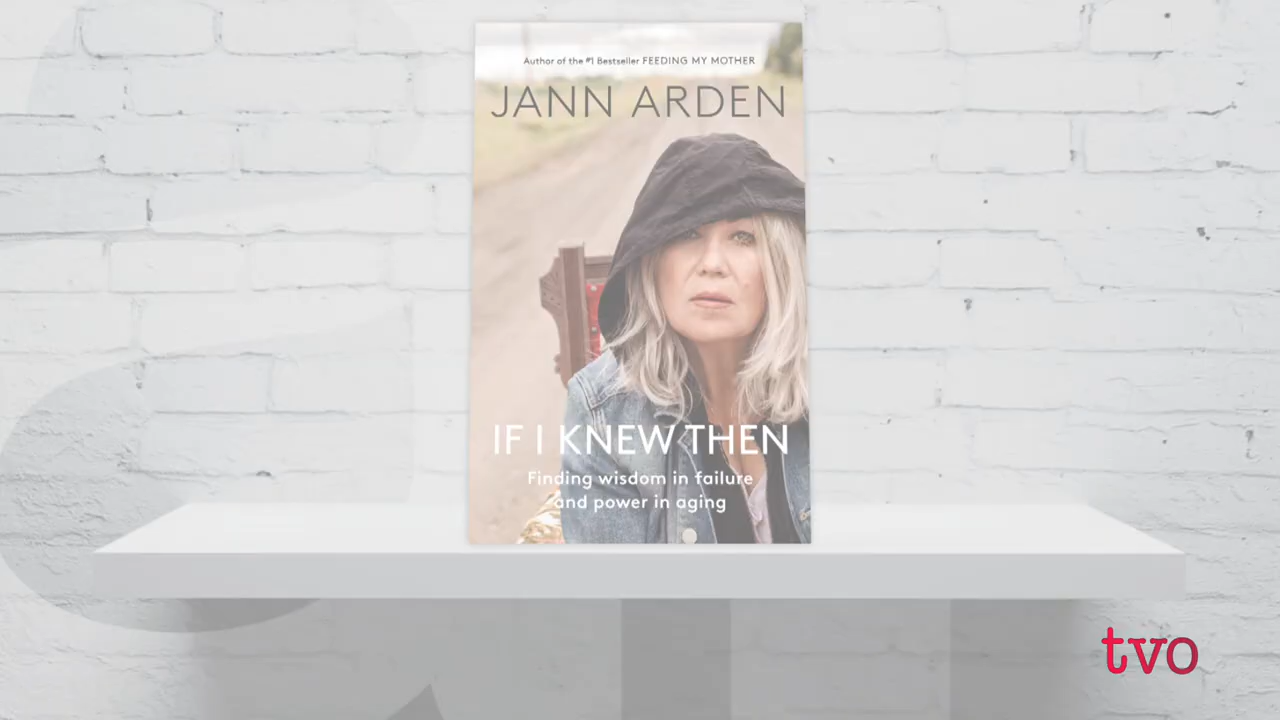 Author of the #1 Bestseller FEEDING MY MOTHER
JANN ARDEN
IF I KNEW THEN
Finding wisdom in failure
and power in aging
tvo